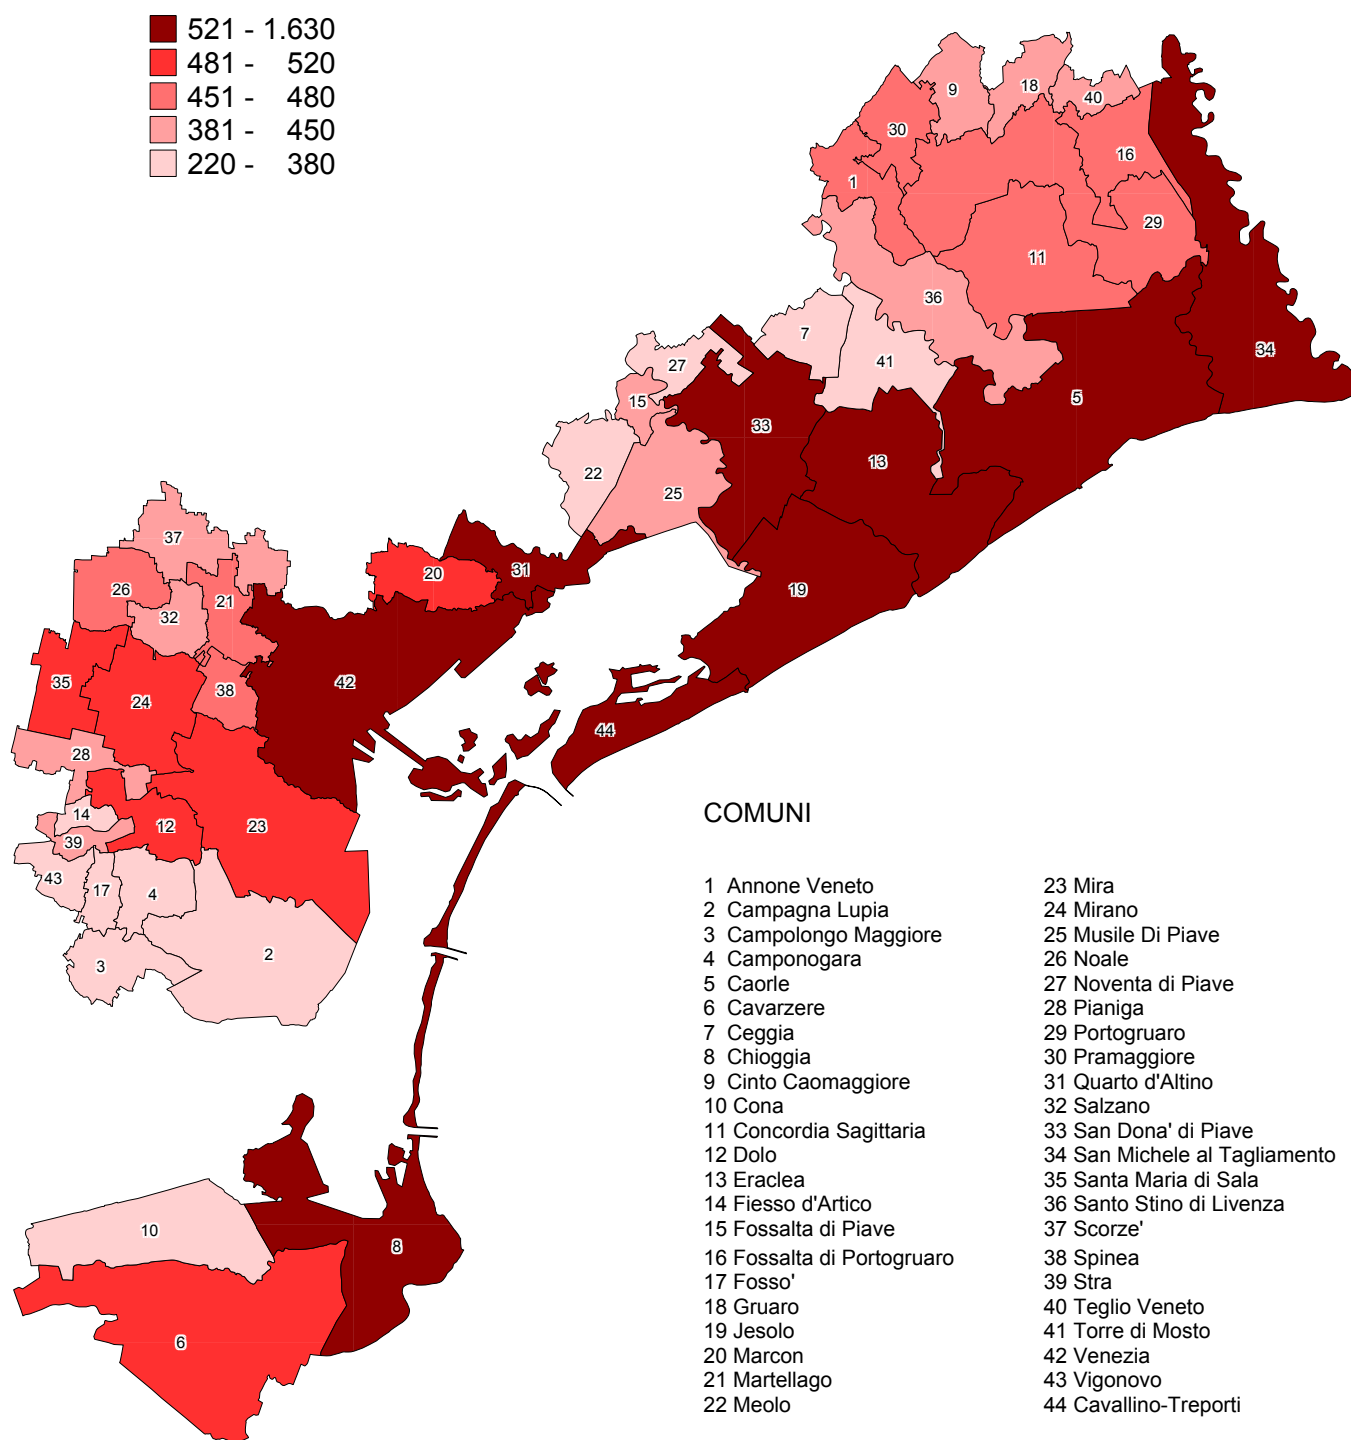 521 - 1.630
481 - 520
451 - 480
381 - 450
220 - 380
9
18
40
30
16
1
29
11
36
7
34
27
41
5
15
33
13
22
25
37
20
31
26
21
19
32
35
38
42
24
44
28
14
12
23
39
43
17
4
2
3
10
8
6
COMUNI
1 Annone Veneto
2 Campagna Lupia
3 Campolongo Maggiore
4 Camponogara
5 Caorle
6 Cavarzere
7 Ceggia
8 Chioggia
9 Cinto Caomaggiore
10 Cona
11 Concordia Sagittaria
12 Dolo
13 Eraclea
14 Fiesso d'Artico
15 Fossalta di Piave
16 Fossalta di Portogruaro
17 Fosso'
18 Gruaro
19 Jesolo
20 Marcon
21 Martellago
22 Meolo
23 Mira
24 Mirano
25 Musile Di Piave
26 Noale
27 Noventa di Piave
28 Pianiga
29 Portogruaro
30 Pramaggiore
31 Quarto d'Altino
32 Salzano
33 San Dona' di Piave
34 San Michele al Tagliamento
35 Santa Maria di Sala
36 Santo Stino di Livenza
37 Scorze'
38 Spinea
39 Stra
40 Teglio Veneto
41 Torre di Mosto
42 Venezia
43 Vigonovo
44 Cavallino-Treporti